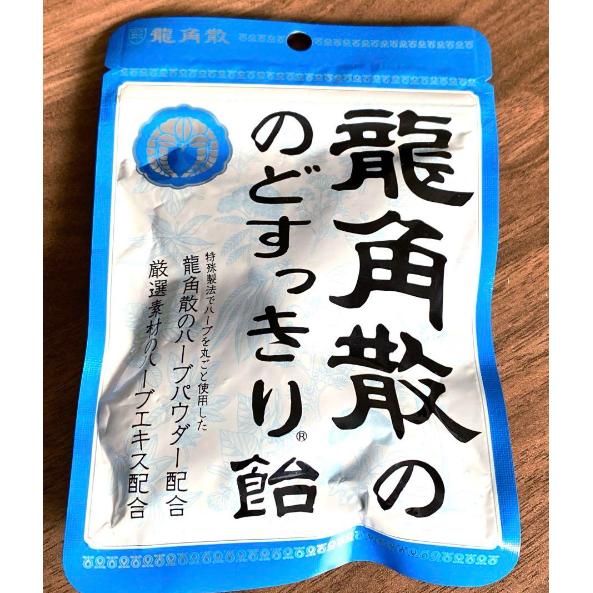 龍角散
龍角散の
のどすっきり®飴
特殊製法でハーブを丸ごと使用した
龍角散のハーブパウダー配合
厳選素材のハーブエキス配合